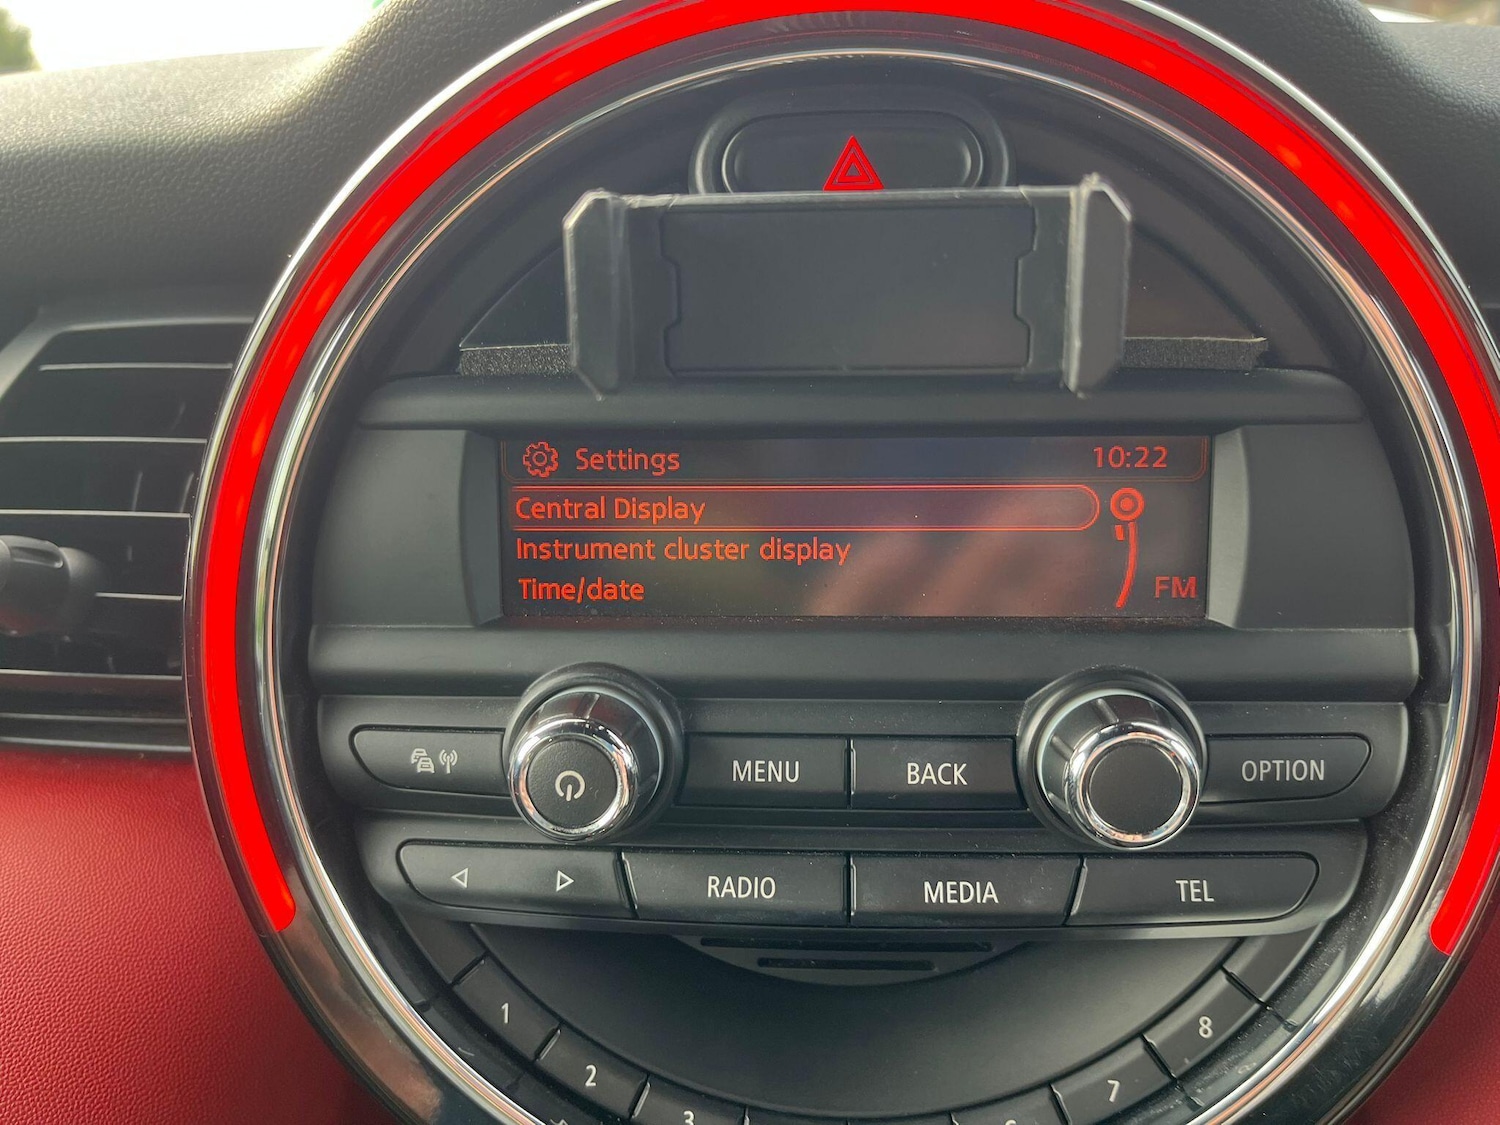 Settings 10:22
Central Display
Instrument cluster display
Time/date
FM
MENU BACK OPTION
RADIO MEDIA TEL
1 8
2 7
3